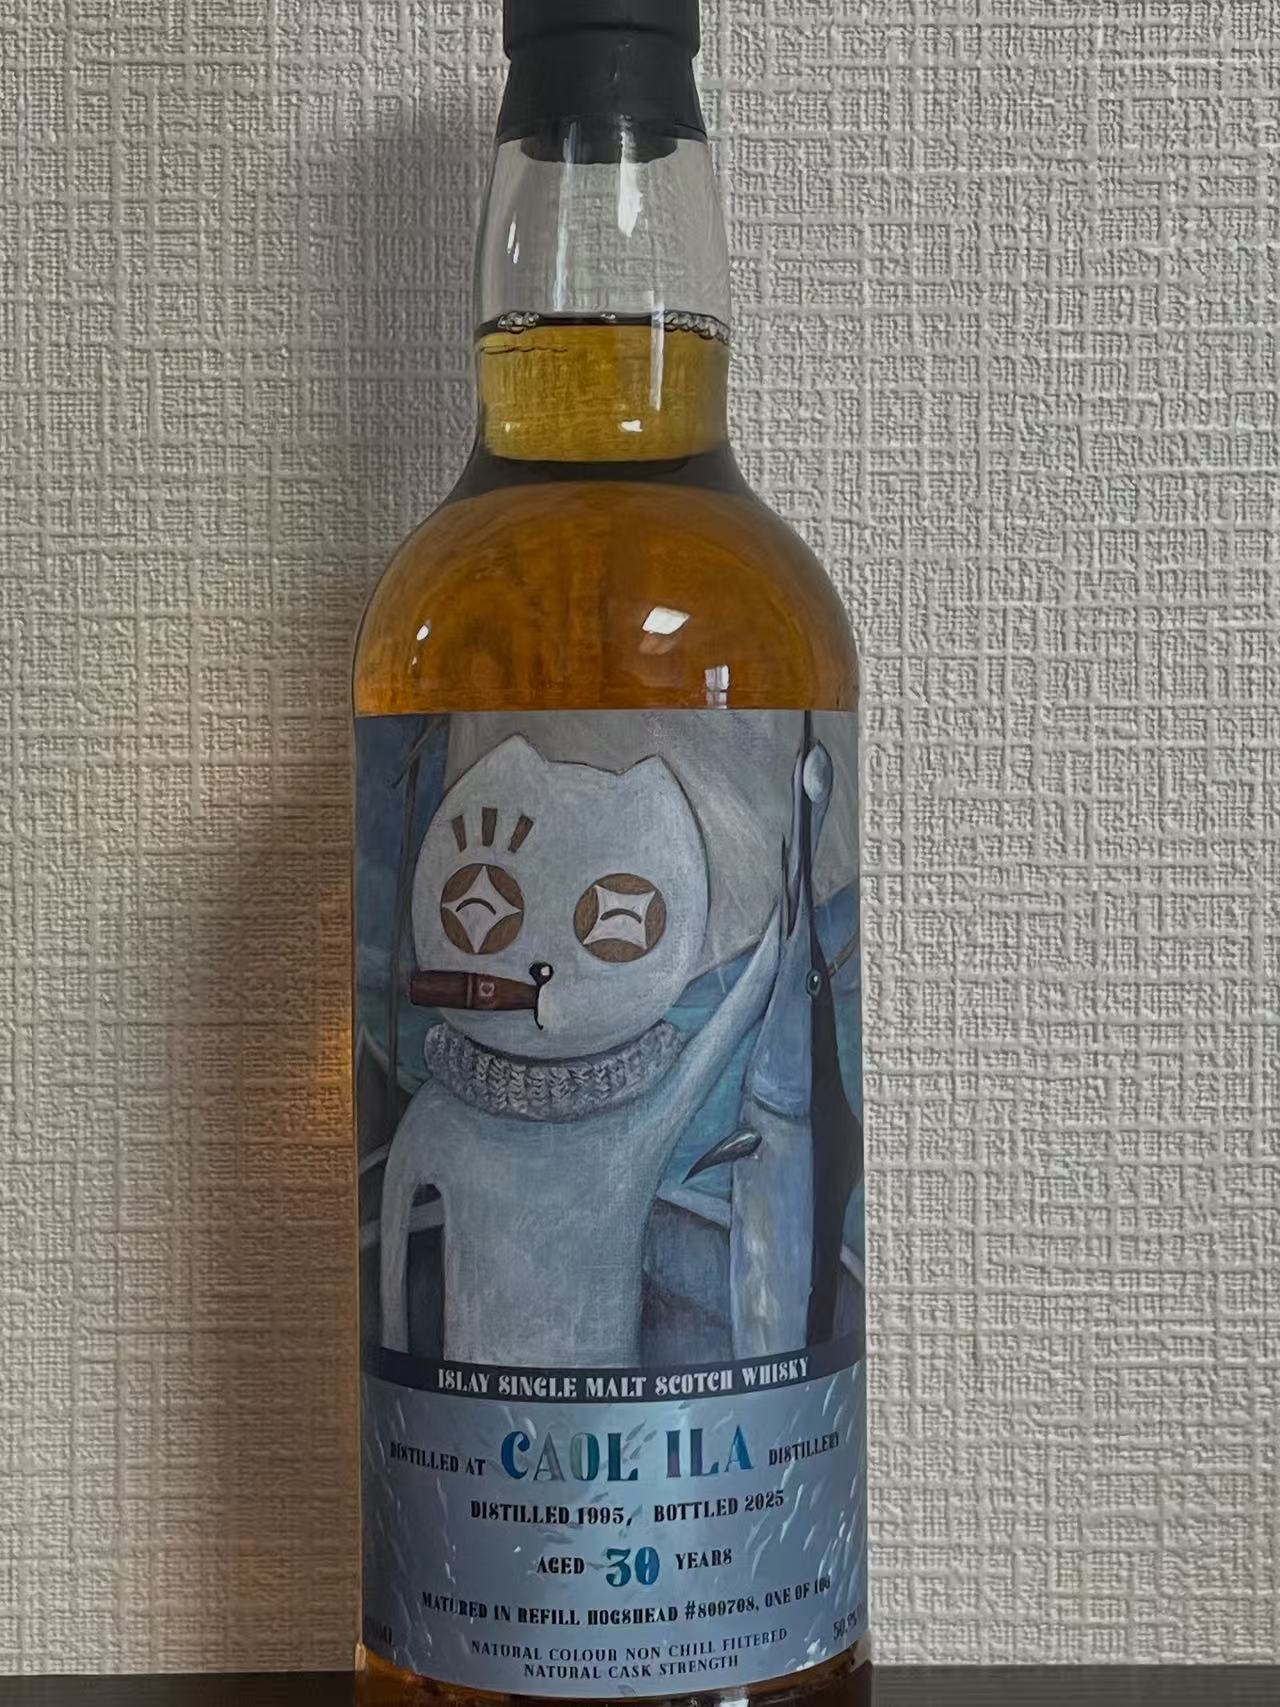 ISLAY SINGLE MALT SCOTCH WHISKY
DISTILLED AT CAOL ILA DISTILLERY
DISTILLED 1995, BOTTLED 2025
AGED 30 YEARS
MATURED IN REFILL HOGSHEAD #800708, ONE OF
NATURAL COLOUR NON CHILL FILTERED
NATURAL CASK STRENGTH